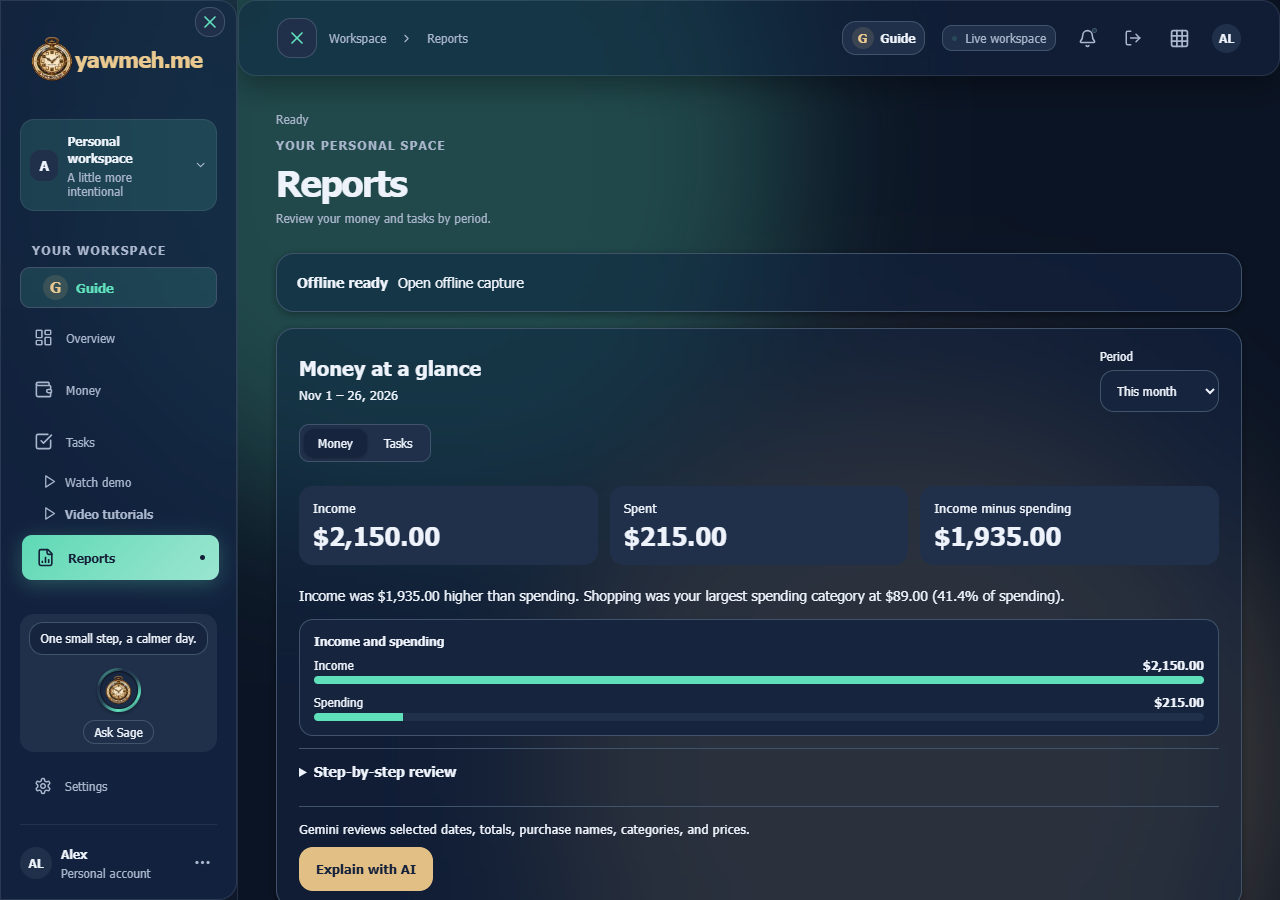 yawmeh.me
A
Personal
workspace
A little more
intentional
YOUR WORKSPACE
G Guide
Overview
Money
Tasks
Watch demo
Video tutorials
Reports
One small step, a calmer day.
Ask Sage
Settings
AL
Alex
Personal account
Workspace
Reports
G Guide
Live workspace
AL
Ready
YOUR PERSONAL SPACE
Reports
Review your money and tasks by period.
Offline ready Open offline capture
Money at a glance
Nov 1 – 26, 2026
Period
This month
Money Tasks
Income
$2,150.00
Spent
$215.00
Income minus spending
$1,935.00
Income was $1,935.00 higher than spending. Shopping was your largest spending category at $89.00 (41.4% of spending).
Income and spending
Income $2,150.00
Spending $215.00
Step-by-step review
Gemini reviews selected dates, totals, purchase names, categories, and prices.
Explain with AI